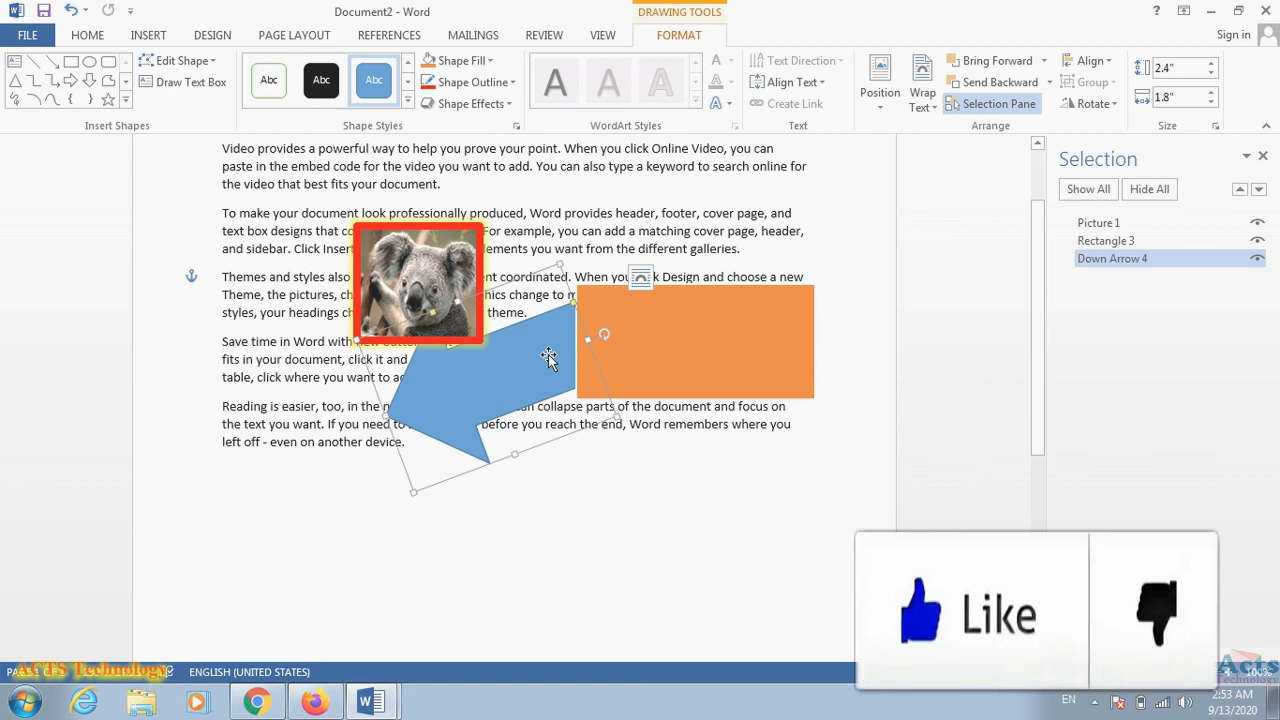 Document2 - Word
DRAWING TOOLS
FILE
HOME
INSERT
DESIGN
PAGE LAYOUT
REFERENCES
MAILINGS
REVIEW
VIEW
FORMAT
Sign in
Edit Shape
Draw Text Box
Insert Shapes
Abc
Abc
Abc
Shape Fill
Shape Outline
Shape Effects
Shape Styles
A
A
A
WordArt Styles
Text Direction
Align Text
Create Link
Text
Position
Wrap
Text
Bring Forward
Send Backward
Selection Pane
Align
Group
Rotate
Arrange
2.4"
1.8"
Size
Video provides a powerful way to help you prove your point. When you click Online Video, you can
paste in the embed code for the video you want to add. You can also type a keyword to search online for
the video that best fits your document.
To make your document look professionally produced, Word provides header, footer, cover page, and
text box designs that For example, you can add a matching cover page, header,
and sidebar. Click Insert elements you want from the different galleries.
Themes and styles also coordinated. When you click Design and choose a new
Theme, the pictures, change to
styles, your headings theme.
Save time in Word with new
fits in your document, click it and
table, click where you want to
Reading is easier, too, in the collapse parts of the document and focus on
the text you want. If you need to before you reach the end, Word remembers where you
left off - even on another device.
Selection
Show All
Hide All
Picture 1
Rectangle 3
Down Arrow 4
Like
ACTS Technology
ENGLISH (UNITED STATES)
100%
Acts
Technology
EN
2:53 AM
9/13/2020